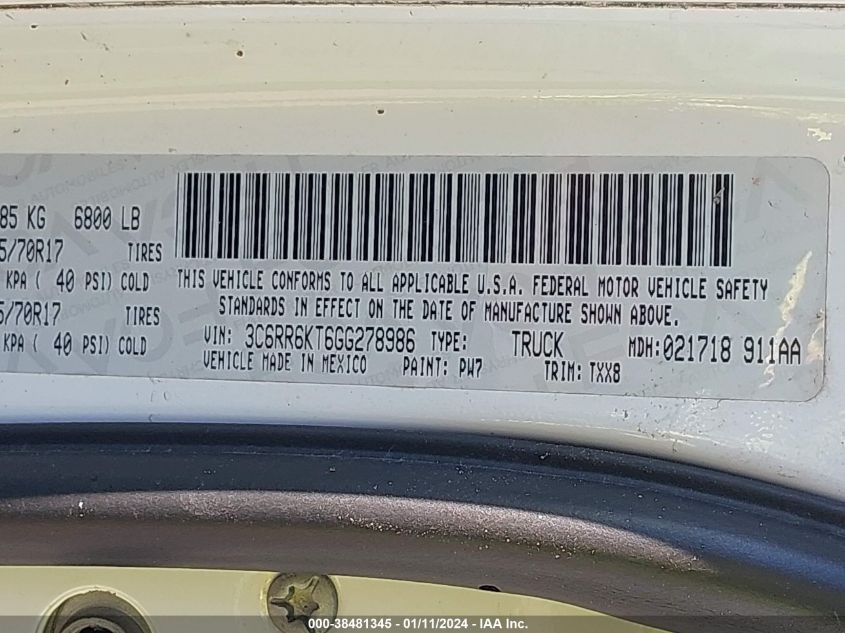 85 KG 6800 LB
5/70R17 TIRES
KPA ( 40 PSI) COLD
5/70R17 TIRES
KPA ( 40 PSI) COLD
THIS VEHICLE CONFORMS TO ALL APPLICABLE U.S.A. FEDERAL MOTOR VEHICLE SAFETY
STANDARDS IN EFFECT ON THE DATE OF MANUFACTURE SHOWN ABOVE.
VIN: 3C6RR6KT6GG278986 TYPE: TRUCK MDH:021718 911AA
VEHICLE MADE IN MEXICO PAINT: PW7 TRIM: TXX8
000-38481345 - 01/11/2024 - IAA Inc.